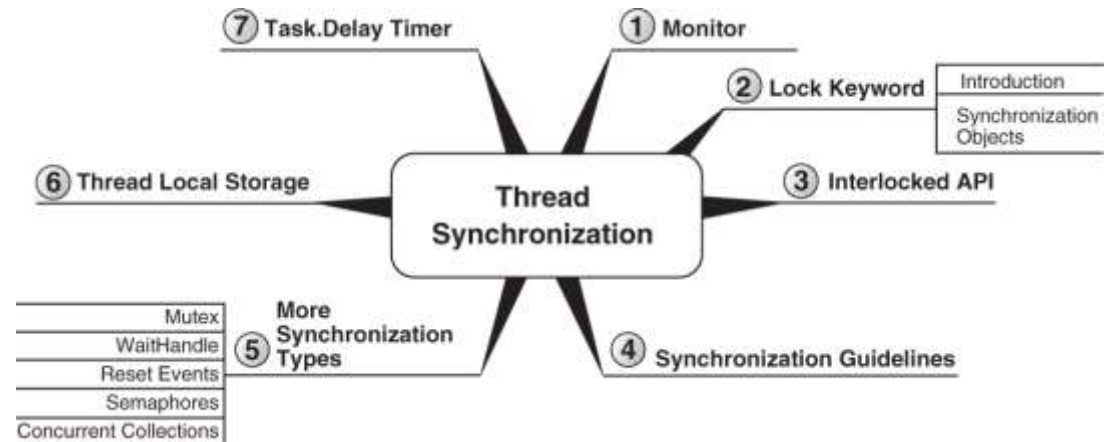 7 Task.Delay Timer
1 Monitor
2 Lock Keyword
Introduction
Synchronization
Objects
3 Interlocked API
6 Thread Local Storage
Thread
Synchronization
4 Synchronization Guidelines
5 More
Synchronization
Types
Mutex
WaitHandle
Reset Events
Semaphores
Concurrent Collections